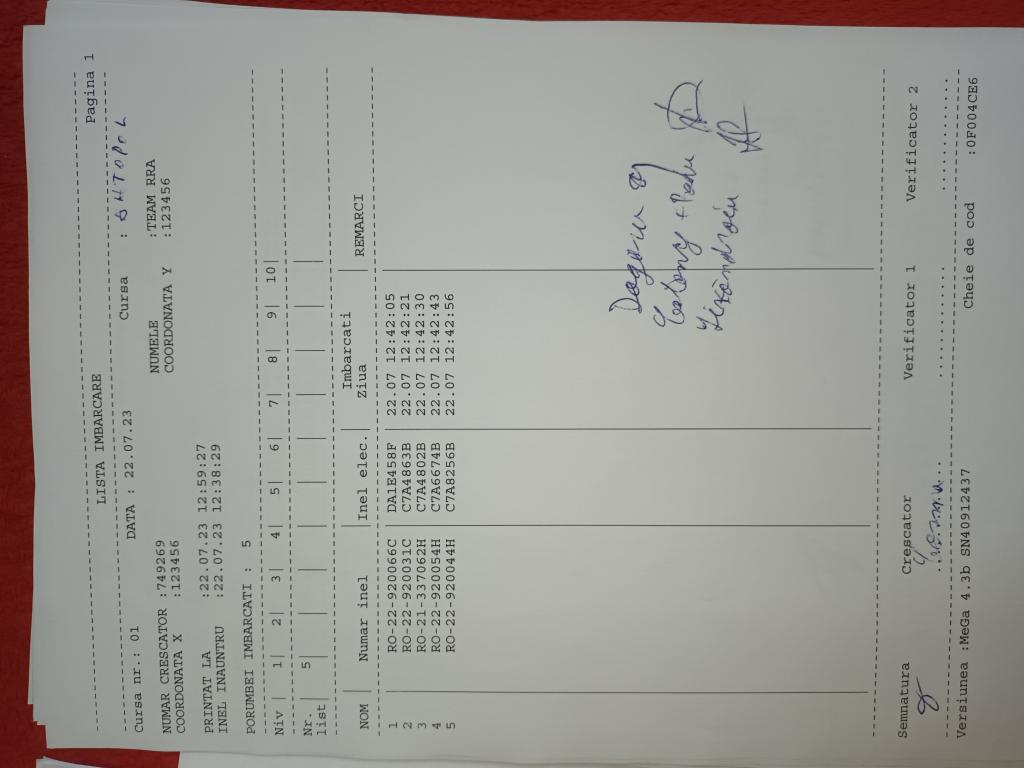 Pagina 1
LISTA IMBARCARE
Cursa nr.: 01 DATA : 22.07.23 Cursa :
NUMAR CRESCATOR :749269 NUMELE :TEAM RRA
COORDONATA X :123456 COORDONATA Y :123456
PRINTAT LA :22.07.23 12:59:27
INEL INAUNTRU :22.07.23 12:38:29
PORUMBEI IMBARCATI : 5
Niv | 1| 2| 3| 4| 5| 6| 7| 8| 9| 10|
Nr. | 5
list|
Imbarcati
NOM | Numar inel |Inel elec.| Ziua | REMARCI
1 RO-22-920066C DA1E458F 22.07 12:42:05
2 RO-22-920031C C7A4863B 22.07 12:42:21
3 RO-21-337062H C7A4802B 22.07 12:42:30
4 RO-22-920054H C7A6674B 22.07 12:42:43
5 RO-22-920044H C7A8256B 22.07 12:42:56
Semnatura Crescator Verificator 1 Verificator 2
Versiunea :MeGa 4.3b SN40912437 Cheie de cod :0F004CE6